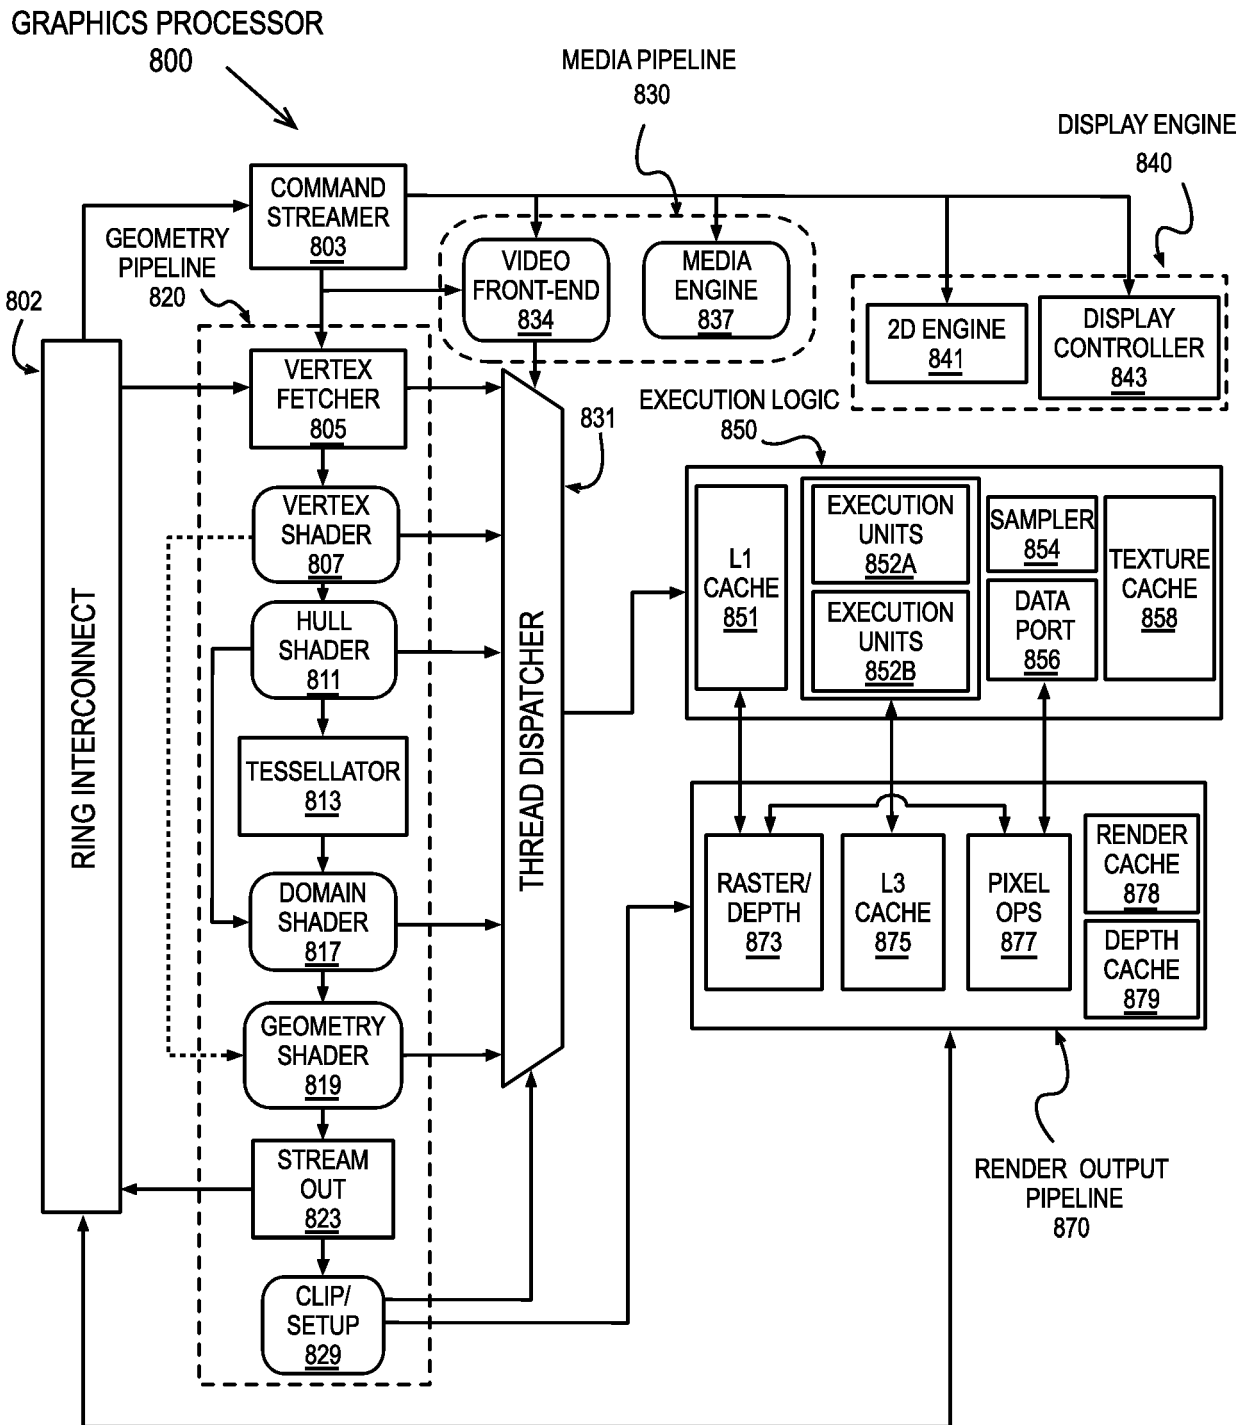 GRAPHICS PROCESSOR
800
MEDIA PIPELINE
830
DISPLAY ENGINE
840
COMMAND
STREAMER
803
GEOMETRY
PIPELINE
820
802
VIDEO
FRONT-END
834
MEDIA
ENGINE
837
2D ENGINE
841
DISPLAY
CONTROLLER
843
VERTEX
FETCHER
805
EXECUTION LOGIC
850
831
VERTEX
SHADER
807
HULL
SHADER
811
TESSELLATOR
813
DOMAIN
SHADER
817
GEOMETRY
SHADER
819
STREAM
OUT
823
CLIP/
SETUP
829
RING INTERCONNECT
THREAD DISPATCHER
L1
CACHE
851
EXECUTION
UNITS
852A
EXECUTION
UNITS
852B
SAMPLER
854
DATA
PORT
856
TEXTURE
CACHE
858
RASTER/
DEPTH
873
L3
CACHE
875
PIXEL
OPS
877
RENDER
CACHE
878
DEPTH
CACHE
879
RENDER OUTPUT
PIPELINE
870